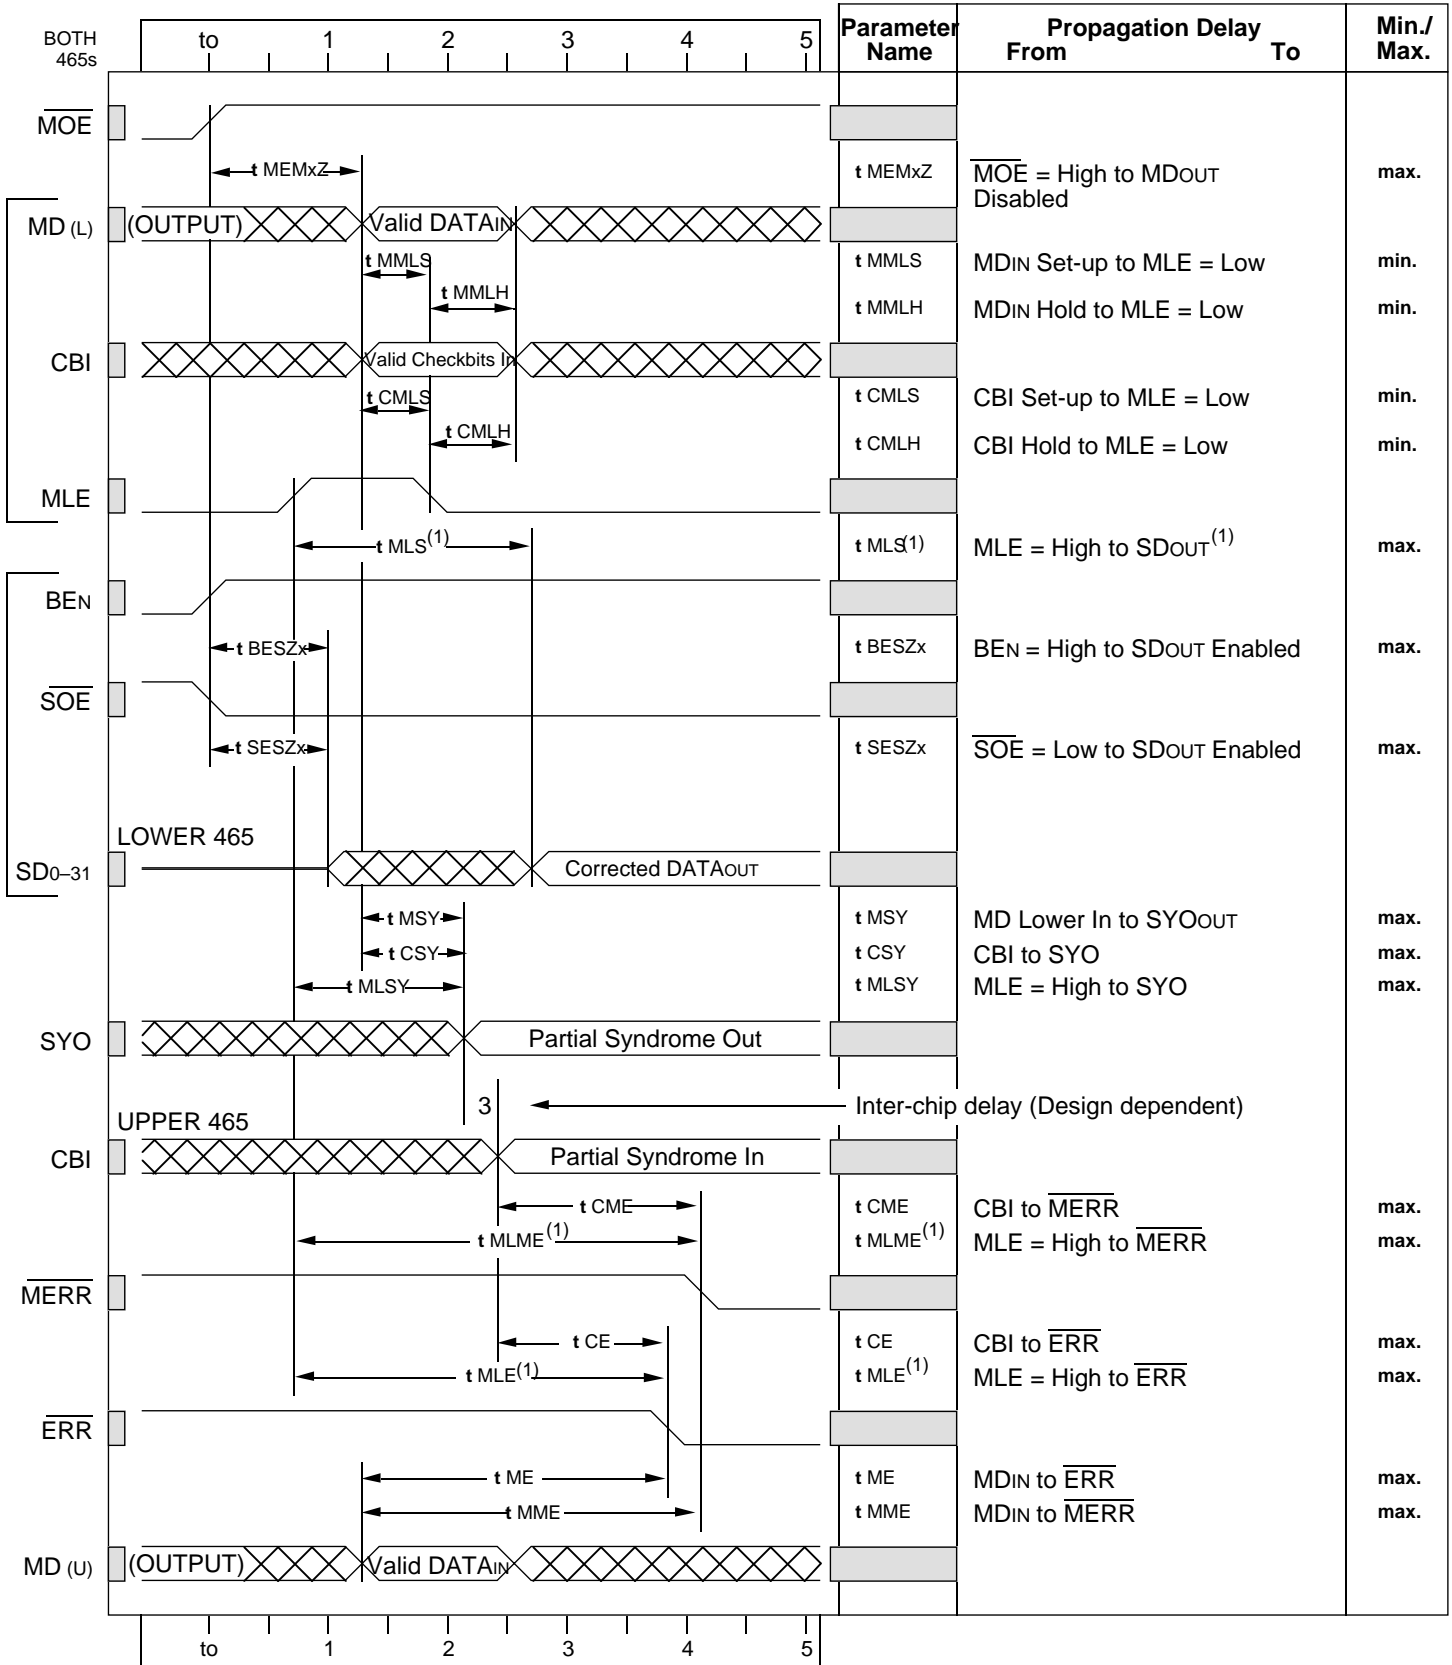 BOTH 465s to 1 2 3 4 5 Parameter Name Propagation Delay From To Min./ Max.
MOE
t MEMxZ t MEMxZ MOE = High to MDOUT Disabled max.
MD (L) (OUTPUT) Valid DATAIN
t MMLS t MMLS MDIN Set-up to MLE = Low min.
t MMLH t MMLH MDIN Hold to MLE = Low min.
CBI Valid Checkbits In
t CMLS t CMLS CBI Set-up to MLE = Low min.
t CMLH t CMLH CBI Hold to MLE = Low min.
MLE
t MLS(1) t MLS(1) MLE = High to SDOUT(1) max.
BEN
t BESZx t BESZx BEN = High to SDOUT Enabled max.
SOE
t SESZx t SESZx SOE = Low to SDOUT Enabled max.
LOWER 465
SD0–31 Corrected DATAOUT
t MSY t MSY MD Lower In to SYOOUT max.
t CSY t CSY CBI to SYO max.
t MLSY t MLSY MLE = High to SYO max.
SYO Partial Syndrome Out
3 Inter-chip delay (Design dependent)
UPPER 465
CBI Partial Syndrome In
t CME t CME CBI to MERR max.
t MLME(1) t MLME(1) MLE = High to MERR max.
MERR
t CE t CE CBI to ERR max.
t MLE(1) t MLE(1) MLE = High to ERR max.
ERR
t ME t ME MDIN to ERR max.
t MME t MME MDIN to MERR max.
MD (U) (OUTPUT) Valid DATAIN
to 1 2 3 4 5